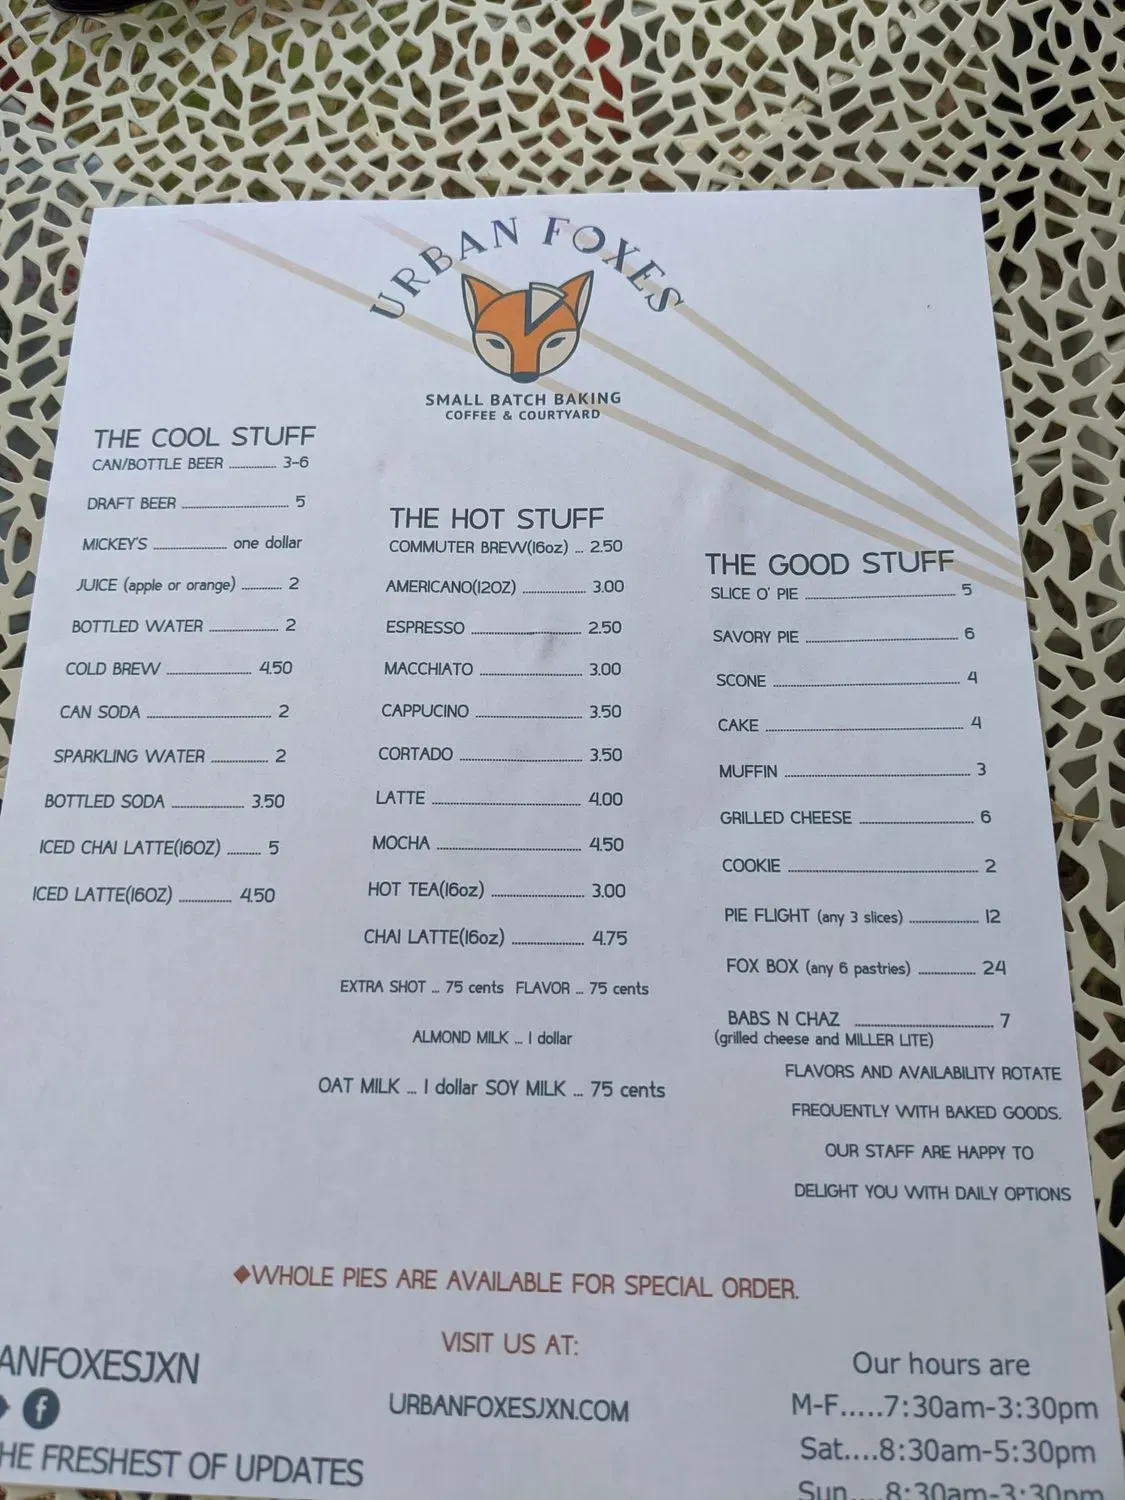 URBAN FOXES
SMALL BATCH BAKING
COFFEE & COURTYARD
THE COOL STUFF
CAN/BOTTLE BEER ............... 3-6
DRAFT BEER ............... 5
MICKEY'S ............... one dollar
JUICE (apple or orange) ............... 2
BOTTLED WATER ............... 2
COLD BREW ............... 4.50
CAN SODA ............... 2
SPARKLING WATER ............... 2
BOTTLED SODA ............... 3.50
ICED CHAI LATTE(16OZ) ............... 5
ICED LATTE(16OZ) ............... 4.50
THE HOT STUFF
COMMUTER BREW(16oz) ... 2.50
AMERICANO(12OZ) ............... 3.00
ESPRESSO ............... 2.50
MACCHIATO ............... 3.00
CAPPUCINO ............... 3.50
CORTADO ............... 3.50
LATTE ............... 4.00
MOCHA ............... 4.50
HOT TEA(16oz) ............... 3.00
CHAI LATTE(16oz) ............... 4.75
EXTRA SHOT ... 75 cents FLAVOR ... 75 cents
ALMOND MILK ... 1 dollar
OAT MILK ... 1 dollar SOY MILK ... 75 cents
THE GOOD STUFF
SLICE O' PIE ............... 5
SAVORY PIE ............... 6
SCONE ............... 4
CAKE ............... 4
MUFFIN ............... 3
GRILLED CHEESE ............... 6
COOKIE ............... 2
PIE FLIGHT (any 3 slices) ............... 12
FOX BOX (any 6 pastries) ............... 24
BABS N CHAZ ............... 7
(grilled cheese and MILLER LITE)
FLAVORS AND AVAILABILITY ROTATE
FREQUENTLY WITH BAKED GOODS.
OUR STAFF ARE HAPPY TO
DELIGHT YOU WITH DAILY OPTIONS
◆WHOLE PIES ARE AVAILABLE FOR SPECIAL ORDER.
VISIT US AT:
URBANFOXESJXN.COM
ANFOXESJXN
f
HE FRESHEST OF UPDATES
Our hours are
M-F.....7:30am-3:30pm
Sat....8:30am-5:30pm
Sun....8:30am-3:30pm